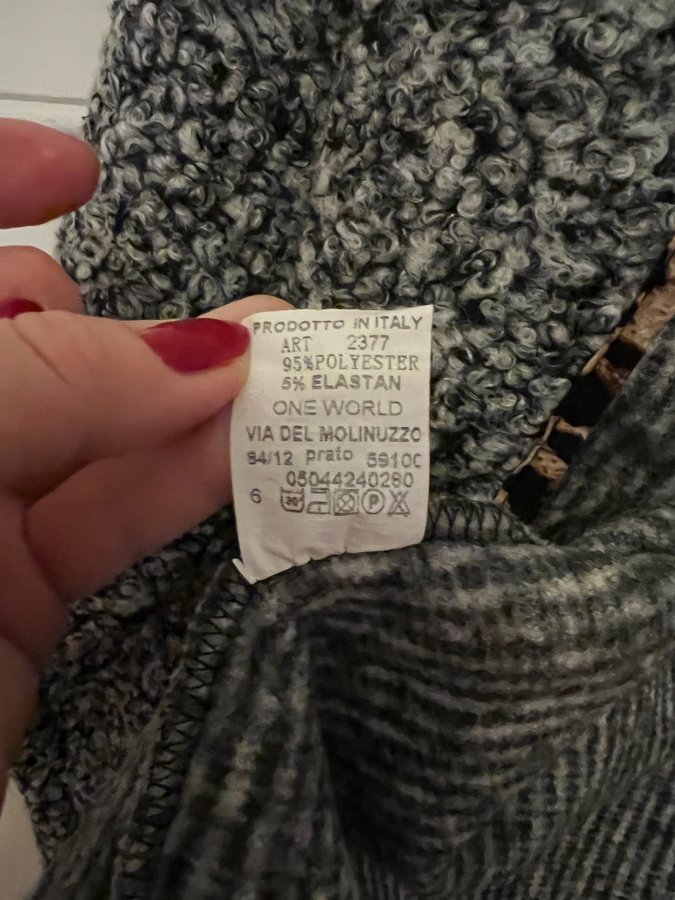 PRODOTTO IN ITALY
ART 2377
95%POLYESTER
5% ELASTAN
ONE WORLD
VIA DEL MOLINUZZO
84/12 prato 59100
05044240280
6 30 P